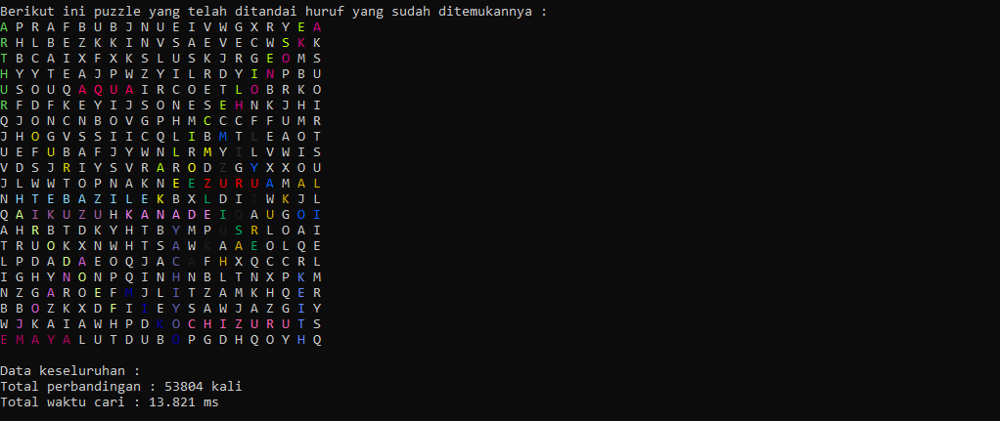 Berikut ini puzzle yang telah ditandai huruf yang sudah ditemukannya :
A P R A F B U B J N U E I V W G X R Y E A
R H L B E Z K K I N V S A E V E C W S K K
T B C A I X F X K S L U S K J R G E O M S
H Y Y T E A J P W Z Y I L R D Y I N P B U
U S O U Q A Q U A I R C O E T L O B R K O
R F D F K E Y I J S O N E S E H N K J H I
Q J O N C N B O V G P H M C C C F F U M R
J H O G V S S I I C Q L I B M T L E A O T
U E F U B A F J Y W N L R M Y I L V W I S
V D S J R I Y S V R A R O D Z G Y X X O U
J L W W T O P N A K N E E Z U R U A M A L
N H T E B A Z I L E K B X L D I T W K J L
Q A I K U Z U H K A N A D E I O A U G O I
A H R B T D K Y H T B Y M P U S R L O A I
T R U O K X N W H T S A W K A A E O L Q E
L P D A D A E O Q J A C A F H X Q C C R L
I G H Y N O N P Q I N H N B L T N X P K M
N Z G A R O E F M J L I T Z A M K H Q E R
B B O Z K X D F I I E Y S A W J A Z G I Y
W J K A I A W H P D K O C H I Z U R U T S
E M A Y A L U T D U B O P G D H Q O Y H Q
Data keseluruhan :
Total perbandingan : 53804 kali
Total waktu cari : 13.821 ms